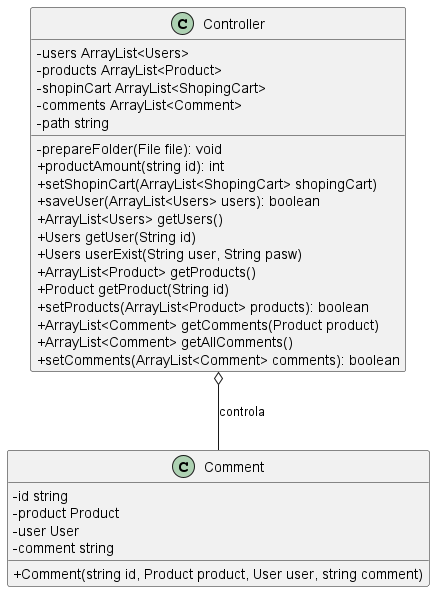 C Controller
-users ArrayList<Users>
-products ArrayList<Product>
-shopinCart ArrayList<ShopingCart>
-comments ArrayList<Comment>
-path string
-prepareFolder(File file): void
+productAmount(string id): int
+setShopinCart(ArrayList<ShopingCart> shopingCart)
+saveUser(ArrayList<Users> users): boolean
+ArrayList<Users> getUsers()
+Users getUser(String id)
+Users userExist(String user, String pasw)
+ArrayList<Product> getProducts()
+Product getProduct(String id)
+setProducts(ArrayList<Product> products): boolean
+ArrayList<Comment> getComments(Product product)
+ArrayList<Comment> getAllComments()
+setComments(ArrayList<Comment> comments): boolean
controla
C Comment
-id string
-product Product
-user User
-comment string
+Comment(string id, Product product, User user, string comment)